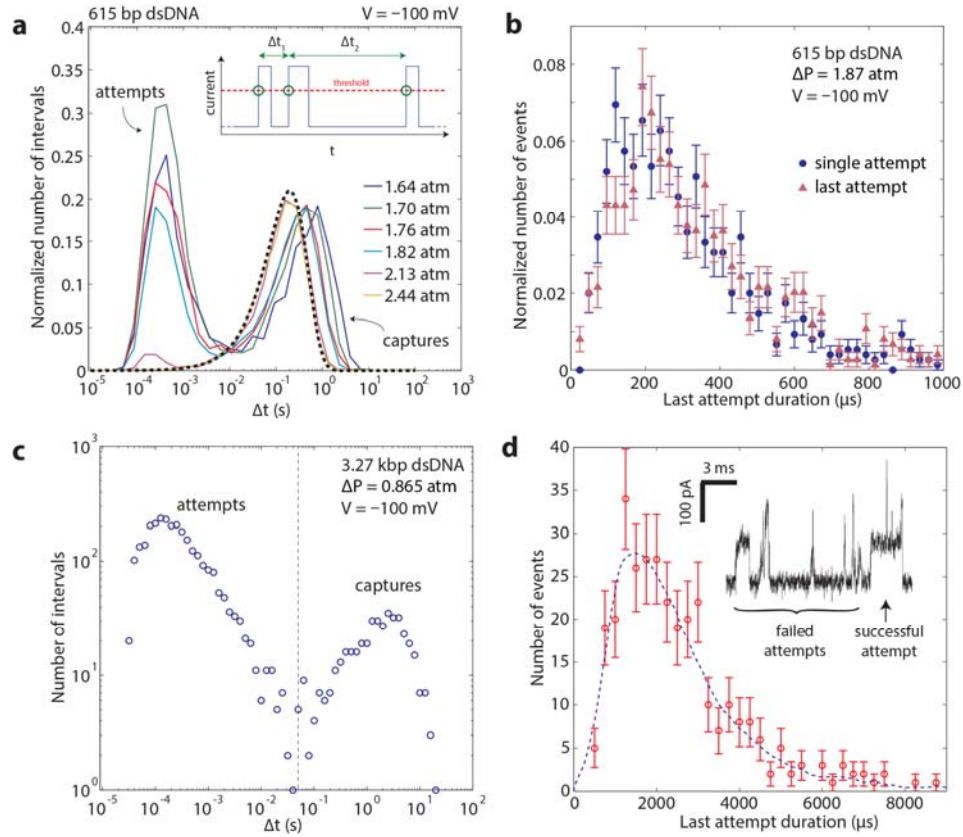 a
615 bp dsDNA
V = −100 mV
0.40
0.35
0.3
0.25
0.20
0.15
0.10
0.05
0
Normalized number of intervals
attempts
Δt₁
Δt₂
threshold
current
t
1.64 atm
1.70 atm
1.76 atm
1.82 atm
2.13 atm
2.44 atm
captures
10⁻⁵ 10⁻⁴ 10⁻³ 10⁻² 10⁻¹ 10⁰ 10¹ 10² 10³
Δt (s)
b
615 bp dsDNA
ΔP = 1.87 atm
V = −100 mV
single attempt
last attempt
0.08
0.06
0.04
0.02
0
Normalized number of events
0 200 400 600 800 1000
Last attempt duration (μs)
c
3.27 kbp dsDNA
ΔP = 0.865 atm
V = −100 mV
attempts
captures
10³
10²
10¹
10⁰
Number of intervals
10⁻⁵ 10⁻⁴ 10⁻³ 10⁻² 10⁻¹ 10⁰ 10¹ 10²
Δt (s)
d
40
35
30
25
20
15
10
5
0
Number of events
3 ms
100 pA
failed
attempts
successful
attempt
0 2000 4000 6000 8000
Last attempt duration (μs)